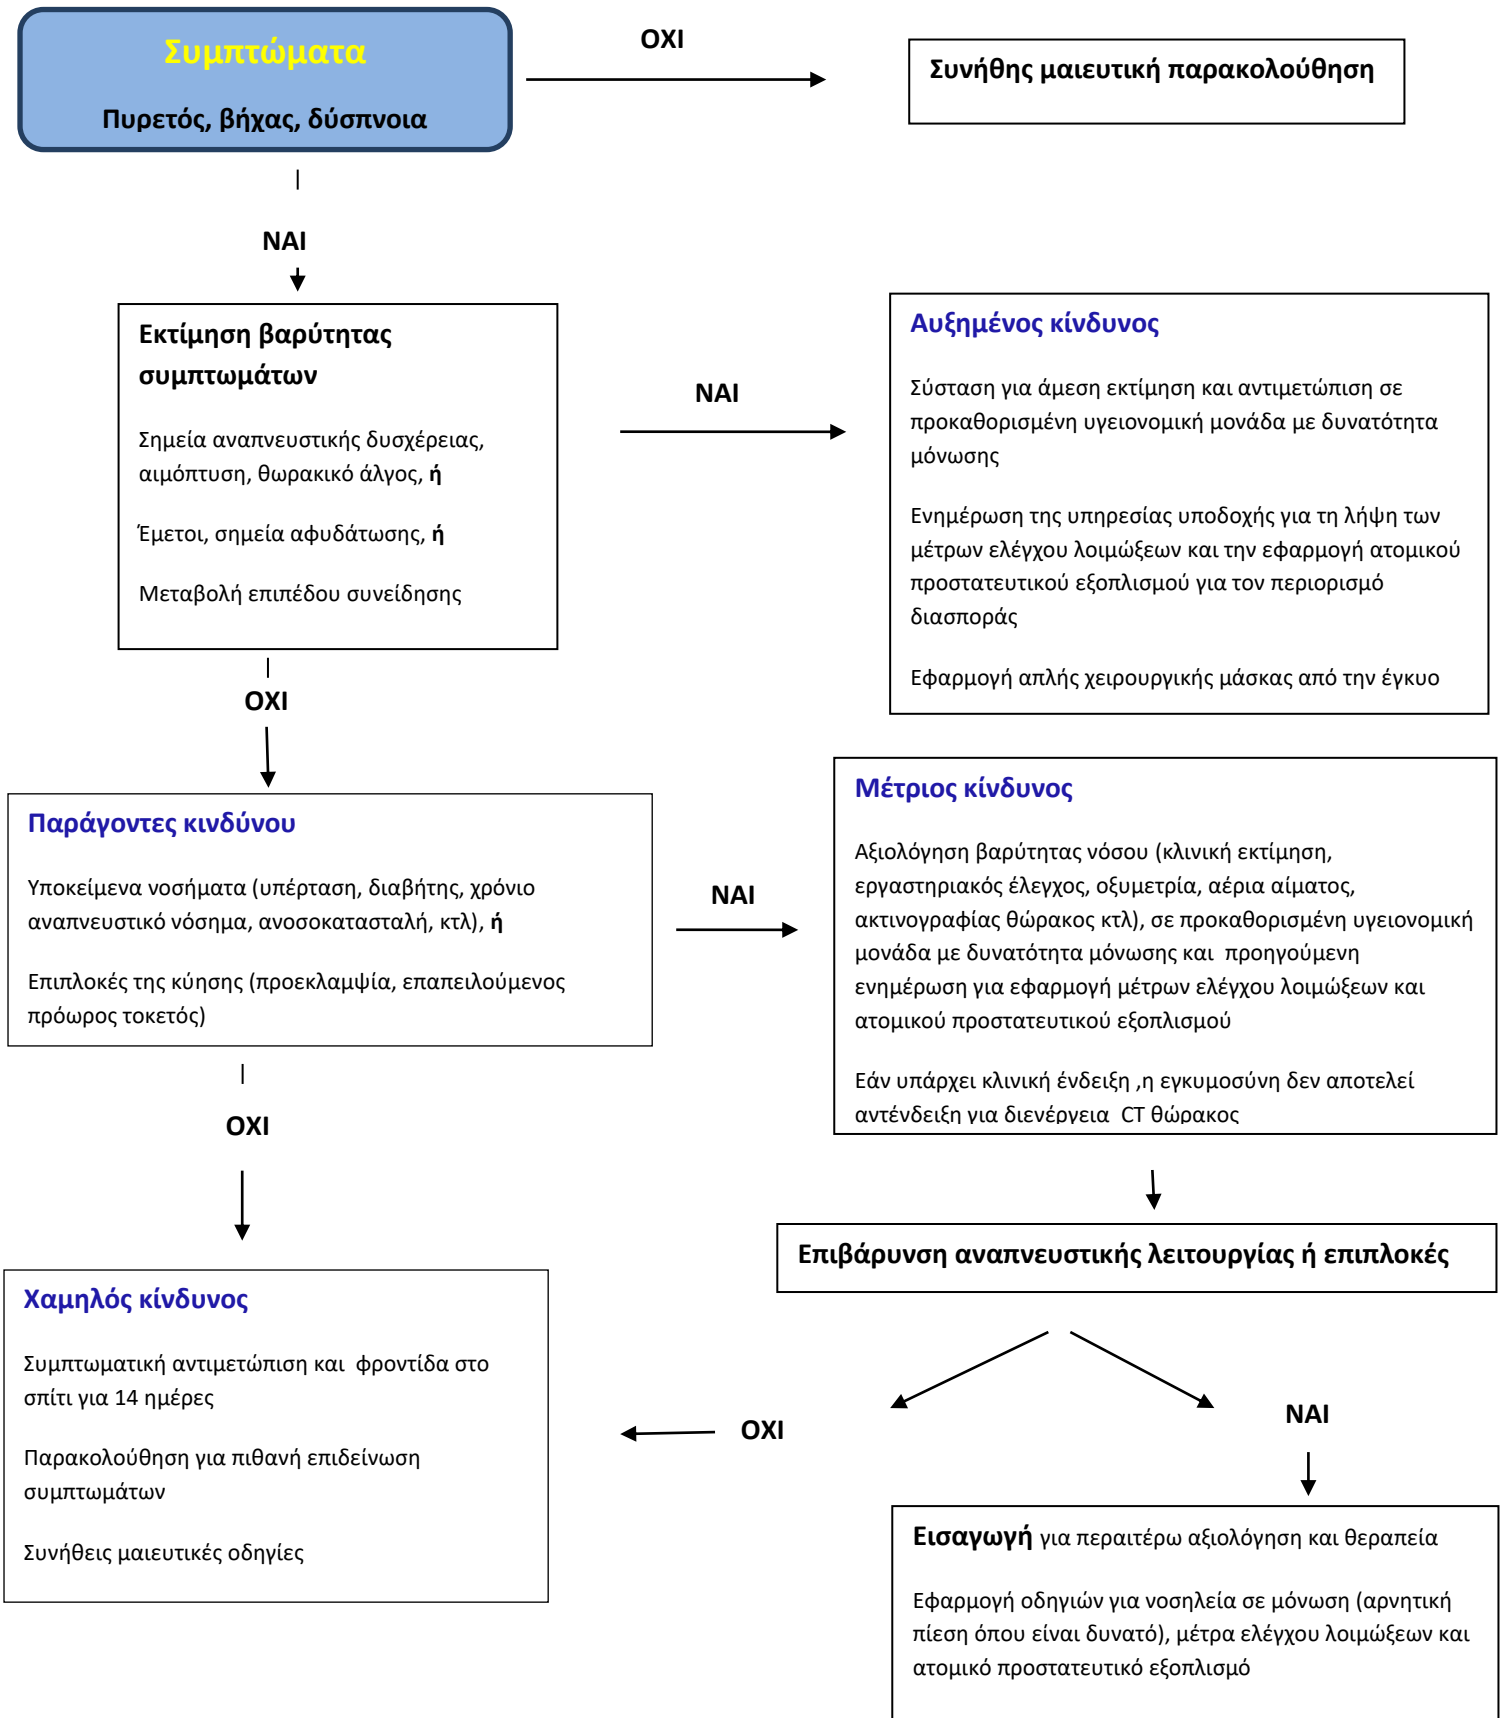 Συμπτώματα
Πυρετός, βήχας, δύσπνοια
ΟΧΙ
Συνήθης μαιευτική παρακολούθηση
ΝΑΙ
Εκτίμηση βαρύτητας
συμπτωμάτων
Σημεία αναπνευστικής δυσχέρειας,
αιμόπτυση, θωρακικό άλγος, ή
Έμετοι, σημεία αφυδάτωσης, ή
Μεταβολή επιπέδου συνείδησης
ΝΑΙ
Αυξημένος κίνδυνος
Σύσταση για άμεση εκτίμηση και αντιμετώπιση σε
προκαθορισμένη υγειονομική μονάδα με δυνατότητα
μόνωσης
Ενημέρωση της υπηρεσίας υποδοχής για τη λήψη των
μέτρων ελέγχου λοιμώξεων και την εφαρμογή ατομικού
προστατευτικού εξοπλισμού για τον περιορισμό
διασποράς
Εφαρμογή απλής χειρουργικής μάσκας από την έγκυο
ΟΧΙ
Παράγοντες κινδύνου
Υποκείμενα νοσήματα (υπέρταση, διαβήτης, χρόνιο
αναπνευστικό νόσημα, ανοσοκατασταλή, κτλ), ή
Επιπλοκές της κύησης (προεκλαμψία, επαπειλούμενος
πρόωρος τοκετός)
ΝΑΙ
Μέτριος κίνδυνος
Αξιολόγηση βαρύτητας νόσου (κλινική εκτίμηση,
εργαστηριακός έλεγχος, οξυμετρία, αέρια αίματος,
ακτινογραφίας θώρακος κτλ), σε προκαθορισμένη υγειονομική
μονάδα με δυνατότητα μόνωσης και  προηγούμενη
ενημέρωση για εφαρμογή μέτρων ελέγχου λοιμώξεων και
ατομικού προστατευτικού εξοπλισμού
Εάν υπάρχει κλινική ένδειξη ,η εγκυμοσύνη δεν αποτελεί
αντένδειξη για διενέργεια  CT θώρακος
ΟΧΙ
Επιβάρυνση αναπνευστικής λειτουργίας ή επιπλοκές
Χαμηλός κίνδυνος
Συμπτωματική αντιμετώπιση και  φροντίδα στο
σπίτι για 14 ημέρες
Παρακολούθηση για πιθανή επιδείνωση
συμπτωμάτων
Συνήθεις μαιευτικές οδηγίες
ΟΧΙ
ΝΑΙ
Εισαγωγή για περαιτέρω αξιολόγηση και θεραπεία
Εφαρμογή οδηγιών για νοσηλεία σε μόνωση (αρνητική
πίεση όπου είναι δυνατό), μέτρα ελέγχου λοιμώξεων και
ατομικό προστατευτικό εξοπλισμό